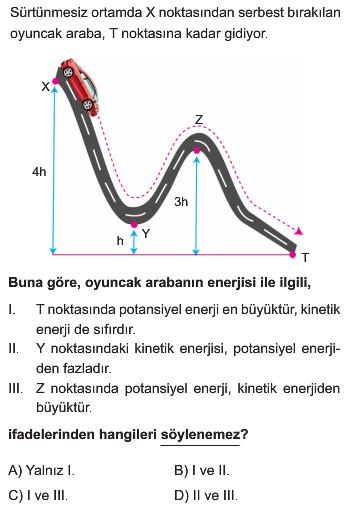 Sürtünmesiz ortamda X noktasından serbest bırakılan
oyuncak araba, T noktasına kadar gidiyor.
X
Z
4h
3h
h
Y
T
Buna göre, oyuncak arabanın enerjisi ile ilgili,
I. T noktasında potansiyel enerji en büyüktür, kinetik
enerji de sıfırdır.
II. Y noktasındaki kinetik enerjisi, potansiyel enerji-
den fazladır.
III. Z noktasında potansiyel enerji, kinetik enerjiden
büyüktür.
ifadelerinden hangileri söylenemez?
A) Yalnız I. B) I ve II.
C) I ve III. D) II ve III.